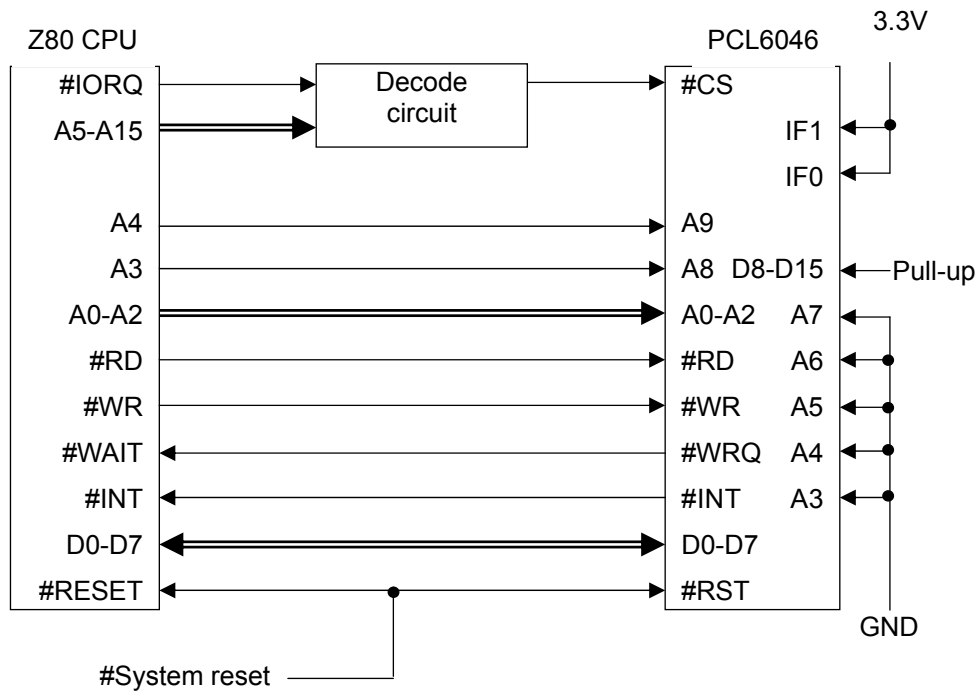 3.3V
Z80 CPU
PCL6046
#IORQ
Decode
circuit
#CS
A5-A15
IF1
IF0
A4
A9
A3
A8 D8-D15
Pull-up
A0-A2
A0-A2 A7
#RD
#RD A6
#WR
#WR A5
#WAIT
#WRQ A4
#INT
#INT A3
D0-D7
D0-D7
#RESET
#RST
GND
#System reset